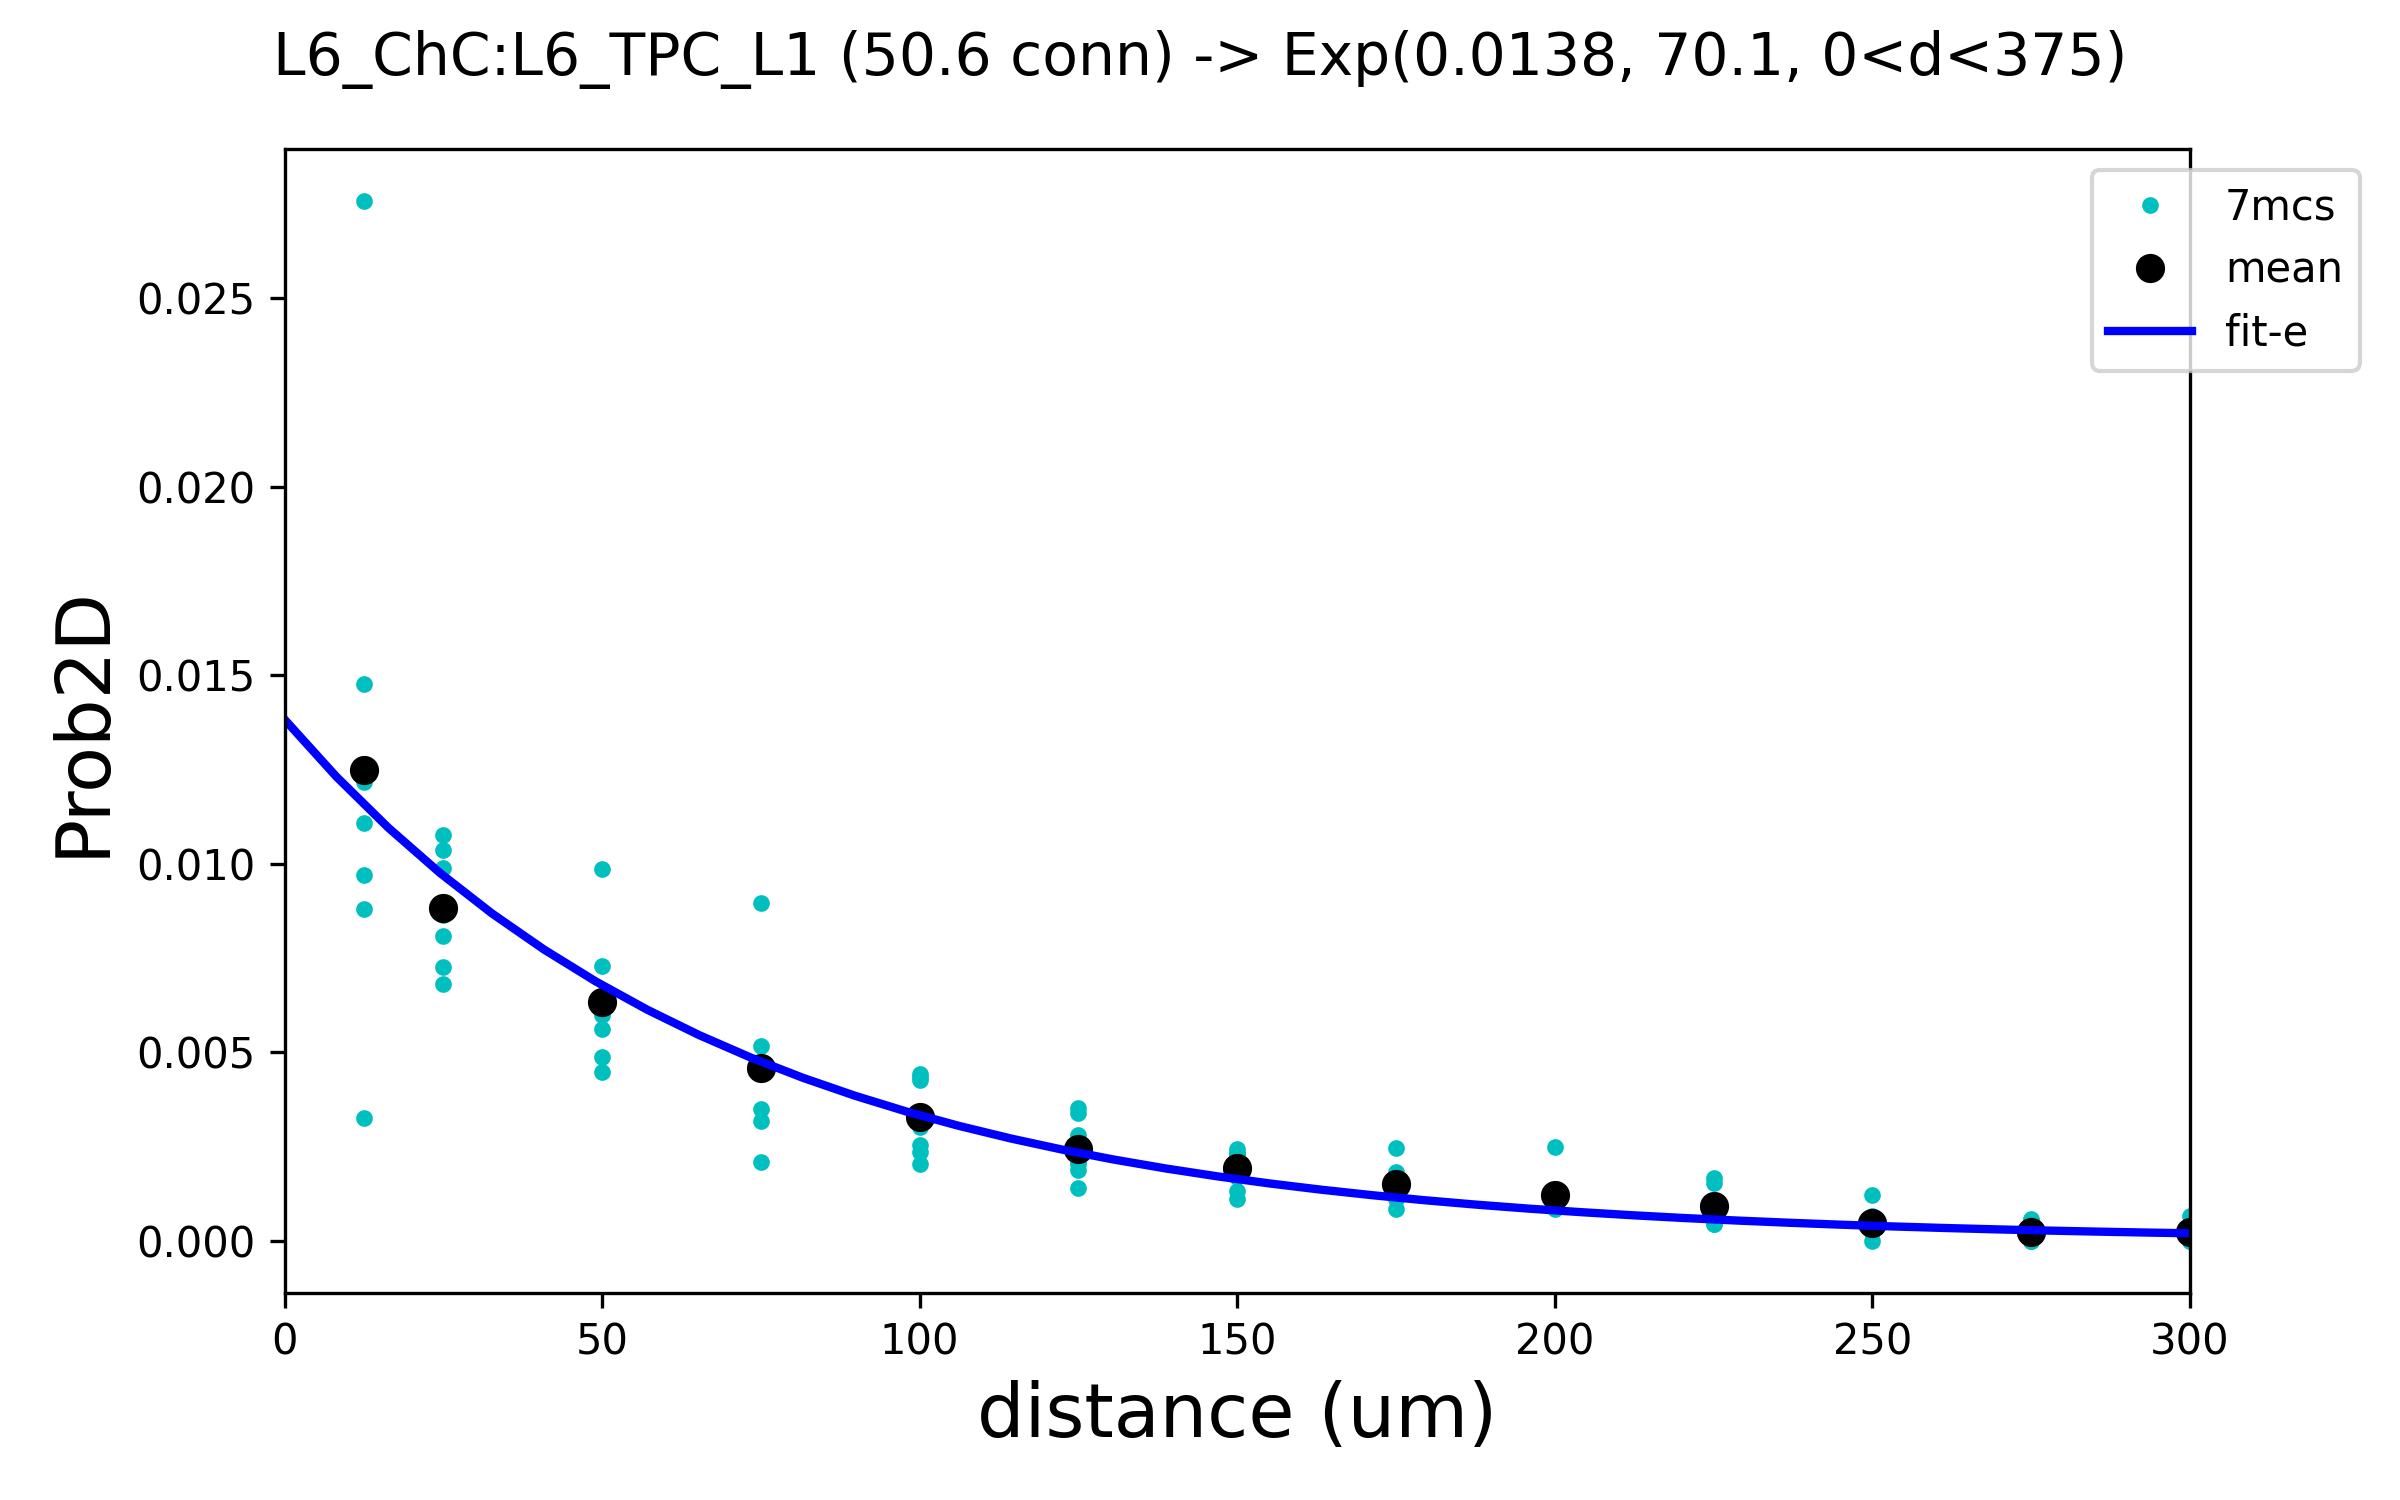 L6_ChC:L6_TPC_L1 (50.6 conn) -> Exp(0.0138, 70.1, 0<d<375)
7mcs
mean
fit-e
Prob2D
0.025
0.020
0.015
0.010
0.005
0.000
0 50 100 150 200 250 300
distance (um)